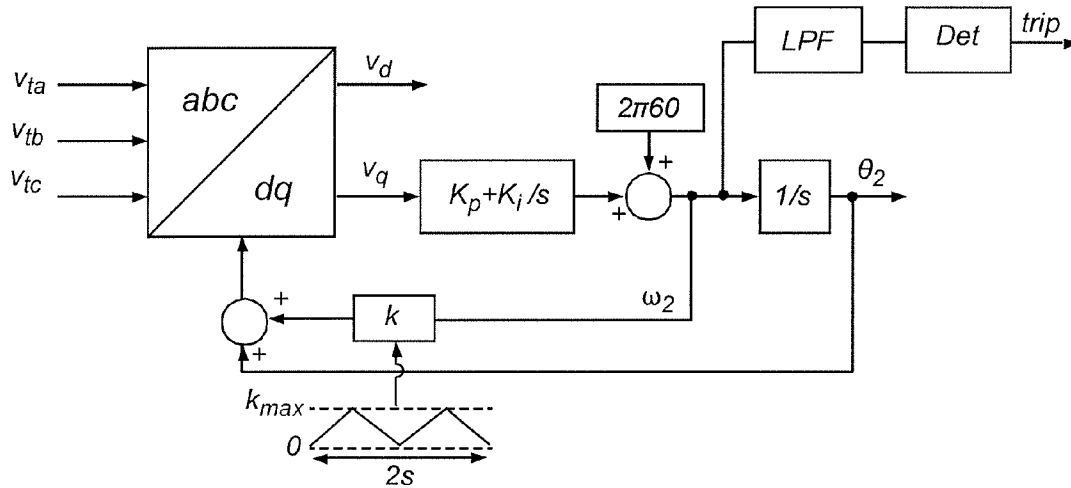 LPF
Det
trip
v_ta
v_tb
v_tc
abc
dq
v_d
v_q
2π60
+
+
K_p+K_i/s
1/s
θ_2
ω_2
k
+
+
k_max
0
2s